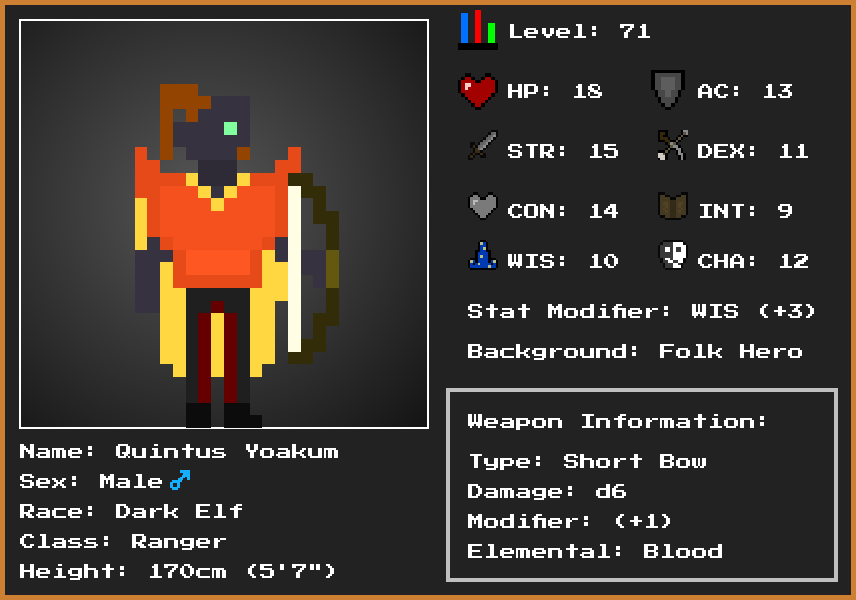 Level: 71
HP: 18 AC: 13
STR: 15 DEX: 11
CON: 14 INT: 9
WIS: 10 CHA: 12
Stat Modifier: WIS (+3)
Background: Folk Hero
Weapon Information:
Type: Short Bow
Damage: d6
Modifier: (+1)
Elemental: Blood
Name: Quintus Yoakum
Sex: Male ♂
Race: Dark Elf
Class: Ranger
Height: 170cm (5'7")